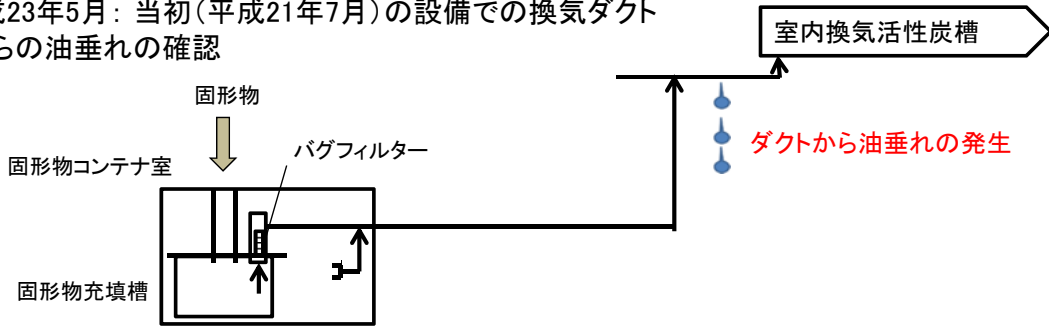 成23年5月： 当初（平成21年7月）の設備での換気ダクト
らの油垂れの確認
室内換気活性炭槽
固形物
バグフィルター
固形物コンテナ室
ダクトから油垂れの発生
固形物充填槽